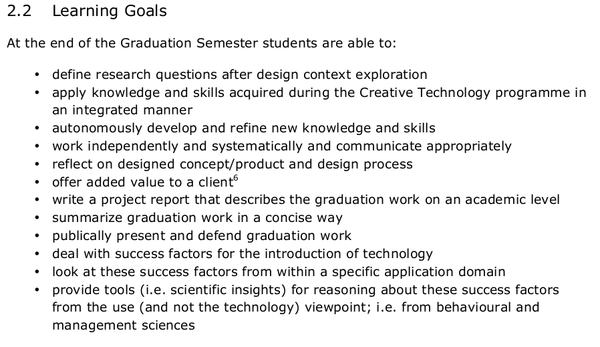 2.2 Learning Goals
At the end of the Graduation Semester students are able to:
• define research questions after design context exploration
• apply knowledge and skills acquired during the Creative Technology programme in
an integrated manner
• autonomously develop and refine new knowledge and skills
• work independently and systematically and communicate appropriately
• reflect on designed concept/product and design process
• offer added value to a client6
• write a project report that describes the graduation work on an academic level
• summarize graduation work in a concise way
• publically present and defend graduation work
• deal with success factors for the introduction of technology
• look at these success factors from within a specific application domain
• provide tools (i.e. scientific insights) for reasoning about these success factors
from the use (and not the technology) viewpoint; i.e. from behavioural and
management sciences